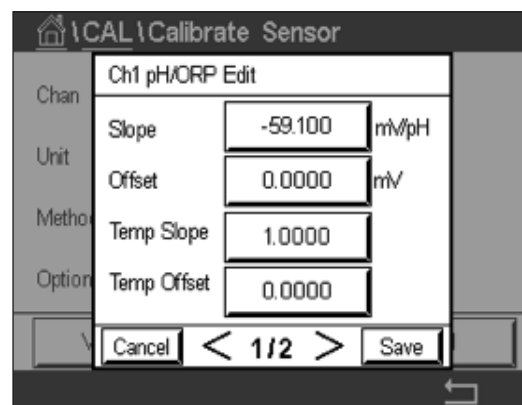 \CAL\Calibrate Sensor
Ch1 pH/ORP Edit
Chan
Slope -59.100 mV/pH
Unit
Offset 0.0000 mV
Metho
Temp Slope 1.0000
Option
Temp Offset 0.0000
Cancel < 1/2 > Save